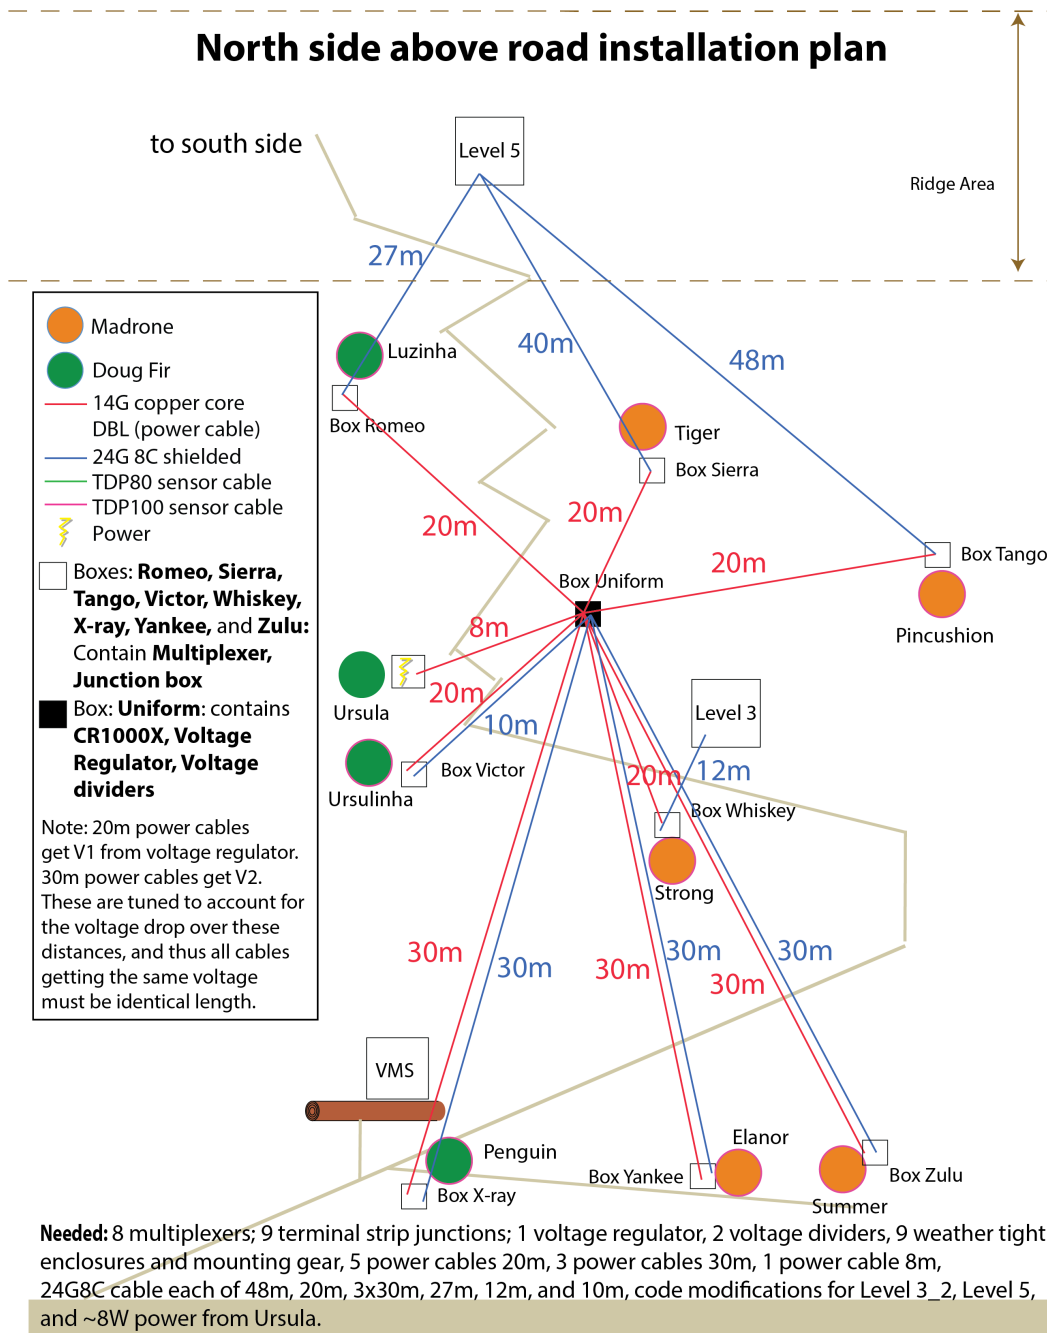 North side above road installation plan
to south side
Level 5
Ridge Area
27m
40m
48m
Luzinha
Box Romeo
Tiger
Box Sierra
20m
20m
20m
Box Tango
Pincushion
Box Uniform
8m
20m
10m
Ursula
Ursulinha
Box Victor
Level 3
20m
12m
Box Whiskey
Strong
30m
30m
30m
30m
30m
30m
VMS
Penguin
Box X-ray
Elanor
Box Yankee
Box Zulu
Summer
Madrone
Doug Fir
14G copper core
DBL (power cable)
24G 8C shielded
TDP80 sensor cable
TDP100 sensor cable
Power
Boxes: Romeo, Sierra,
Tango, Victor, Whiskey,
X-ray, Yankee, and Zulu:
Contain Multiplexer,
Junction box
Box: Uniform: contains
CR1000X, Voltage
Regulator, Voltage
dividers
Note: 20m power cables
get V1 from voltage regulator.
30m power cables get V2.
These are tuned to account for
the voltage drop over these
distances, and thus all cables
getting the same voltage
must be identical length.
Needed: 8 multiplexers; 9 terminal strip junctions; 1 voltage regulator, 2 voltage dividers, 9 weather tight
enclosures and mounting gear, 5 power cables 20m, 3 power cables 30m, 1 power cable 8m,
24G8C cable each of 48m, 20m, 3x30m, 27m, 12m, and 10m, code modifications for Level 3_2, Level 5,
and ~8W power from Ursula.